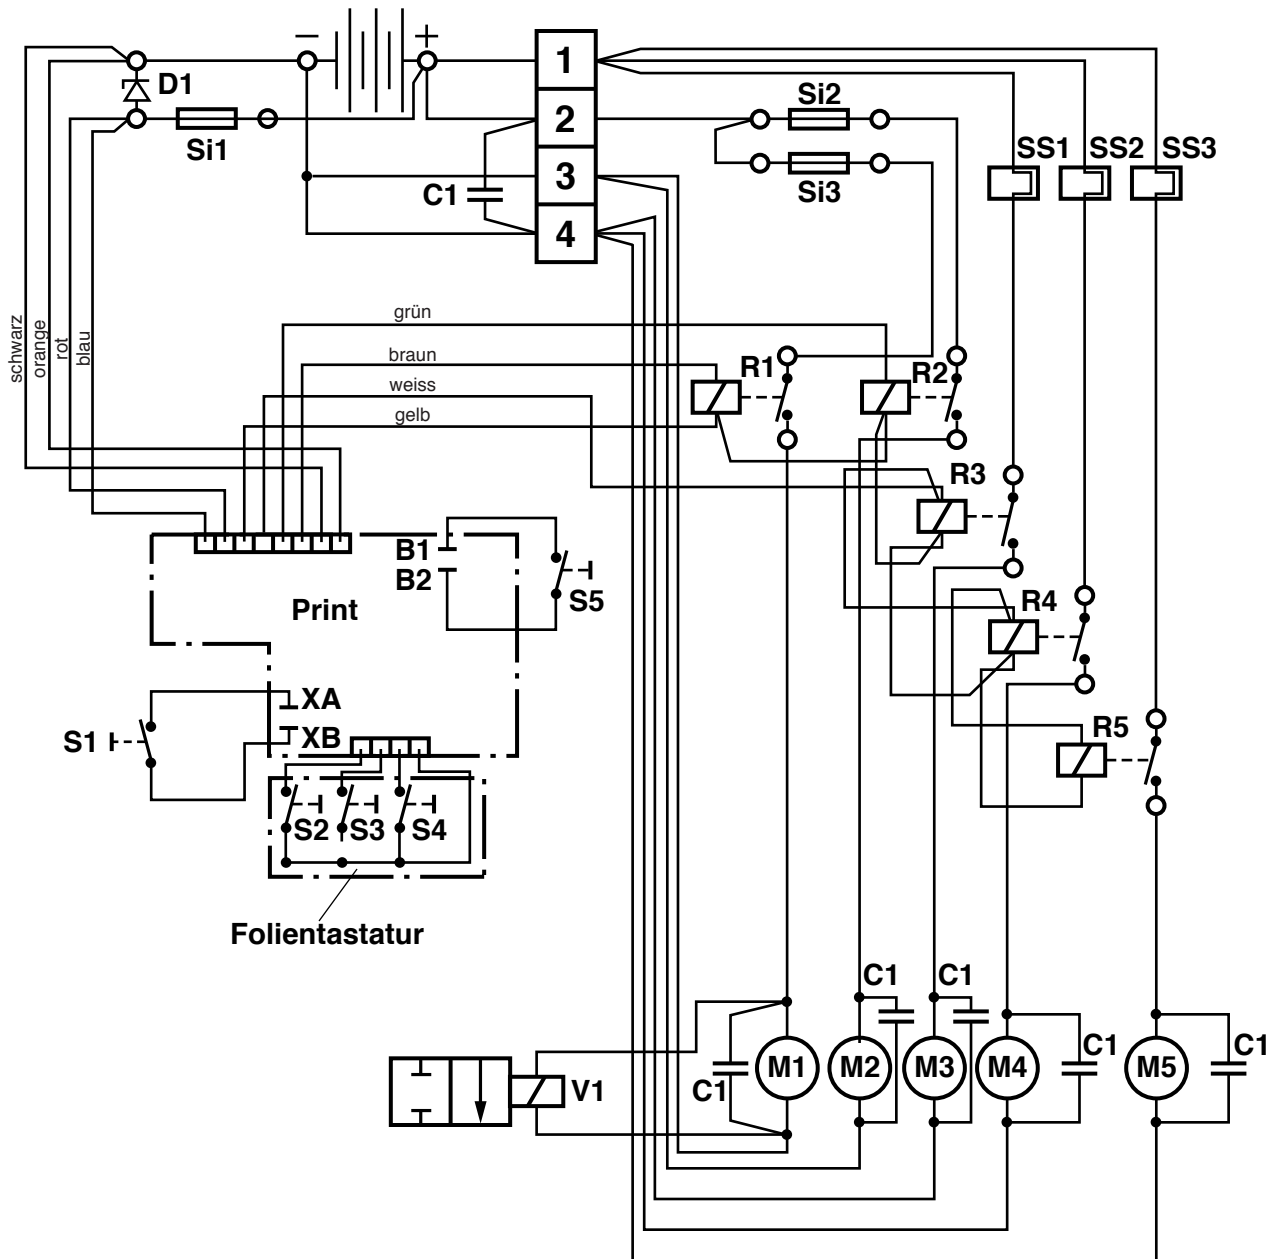 − +
1
D1
2
Si2
Si1
SS1 SS2 SS3
3
C1
Si3
4
schwarz
orange
rot
blau
grün
braun
R1
R2
weiss
gelb
R3
B1
B2
S5
Print
R4
XA
XB
S1
R5
S2 S3 S4
Folientastatur
C1 C1
C1 C1
M1 M2 M3 M4 M5
C1
V1